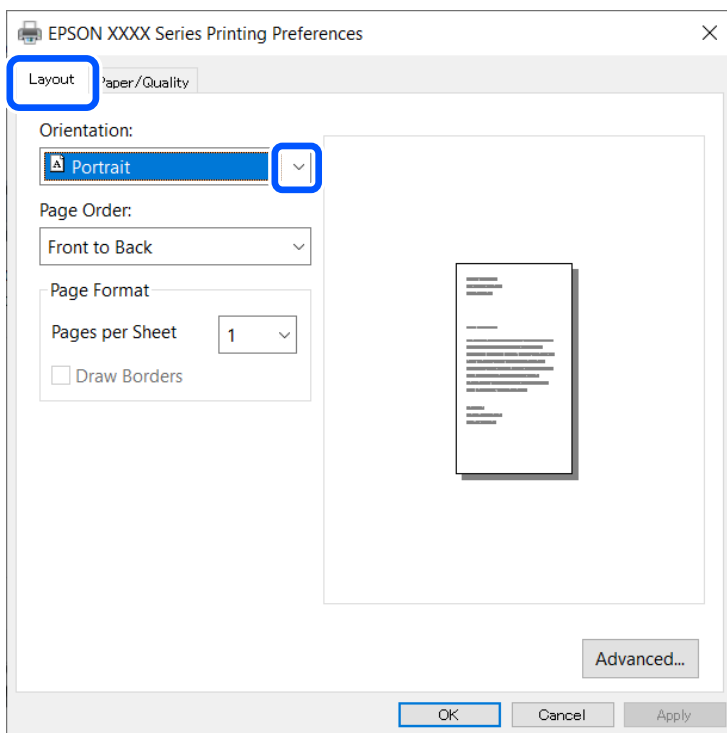 EPSON XXXX Series Printing Preferences
Layout
Paper/Quality
Orientation:
A Portrait
Page Order:
Front to Back
Page Format
Pages per Sheet
1
Draw Borders
Advanced...
OK
Cancel
Apply